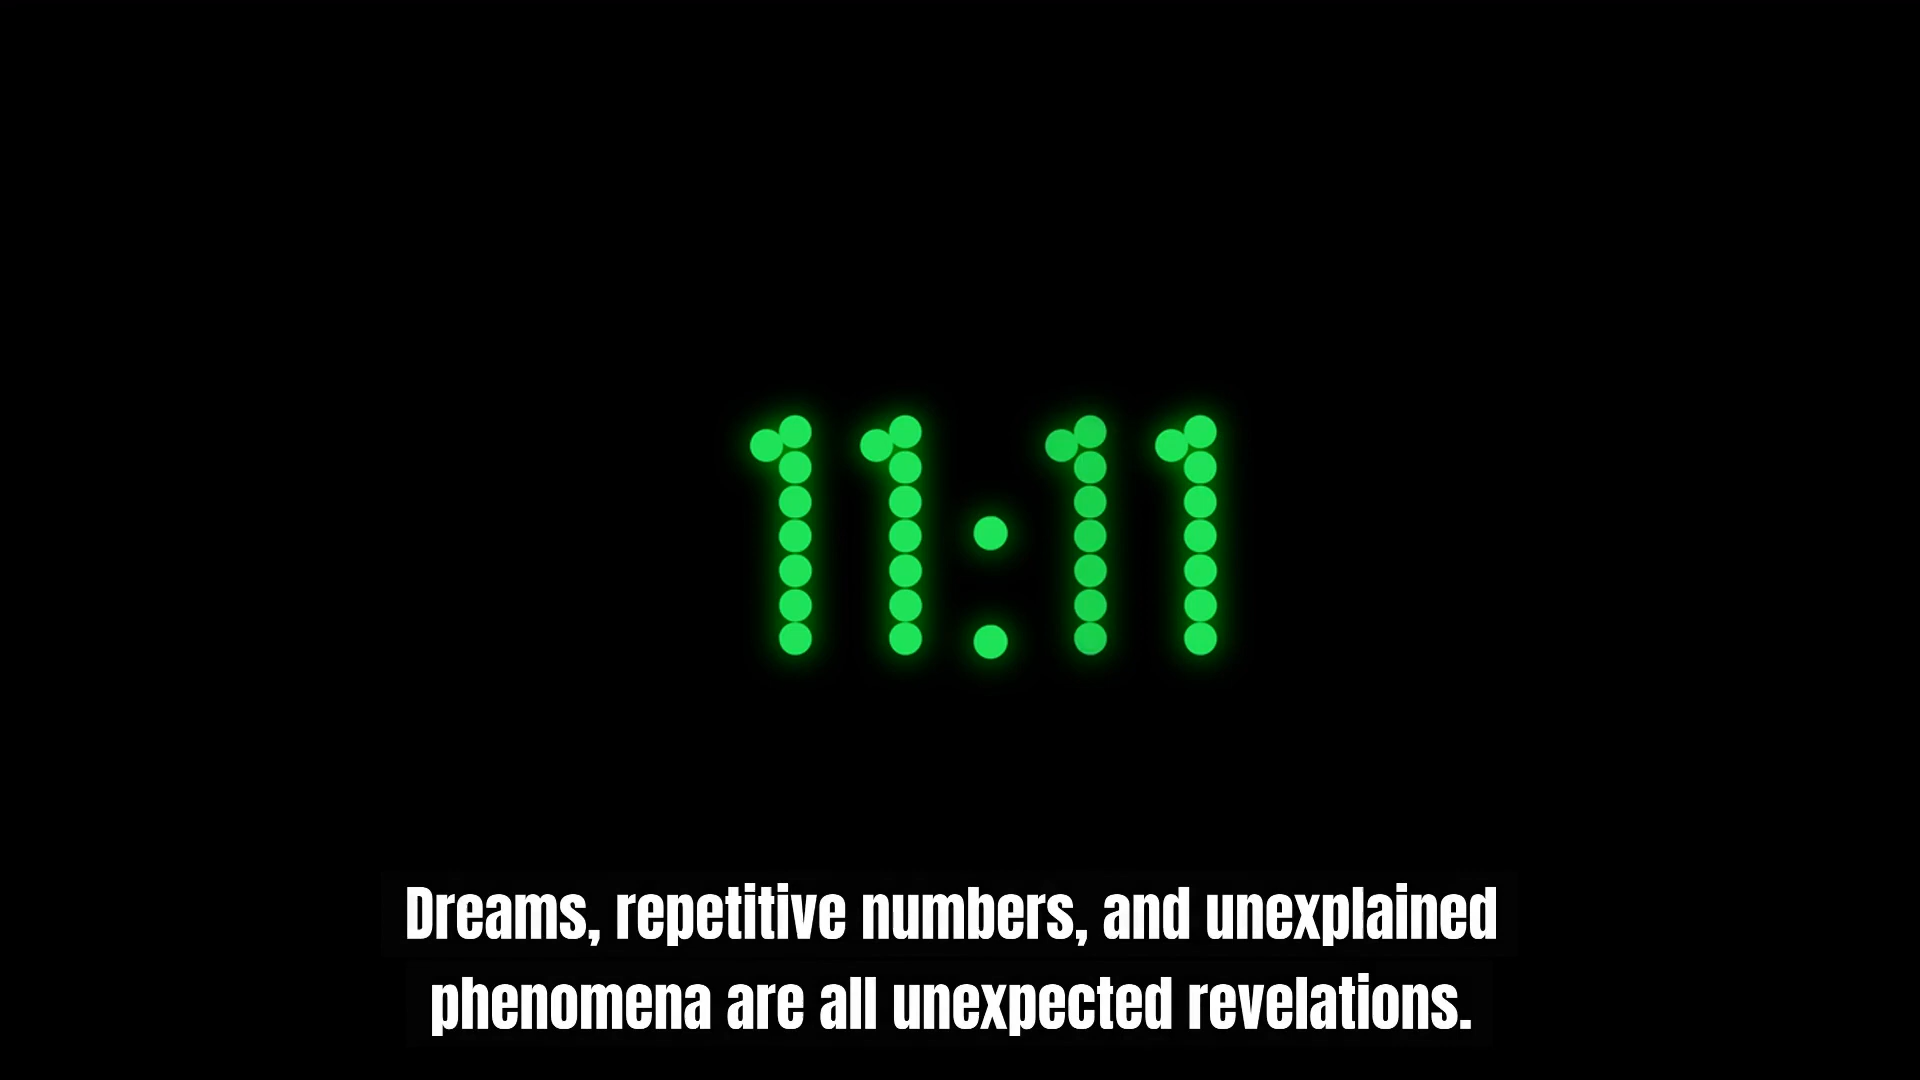 11:11
Dreams, repetitive numbers, and unexplained
phenomena are all unexpected revelations.